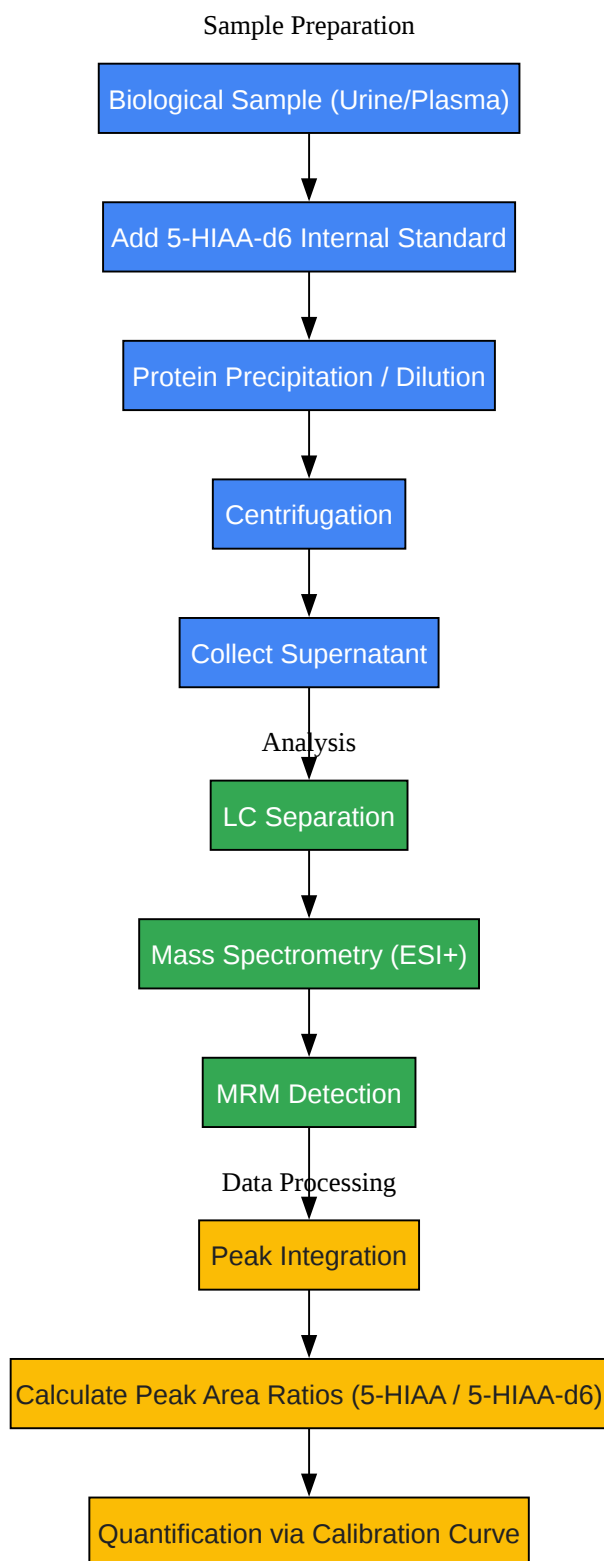 Sample Preparation
Biological Sample (Urine/Plasma)
Add 5-HIAA-d6 Internal Standard
Protein Precipitation / Dilution
Centrifugation
Collect Supernatant
Analysis
LC Separation
Mass Spectrometry (ESI+)
MRM Detection
Data Processing
Peak Integration
Calculate Peak Area Ratios (5-HIAA / 5-HIAA-d6)
Quantification via Calibration Curve